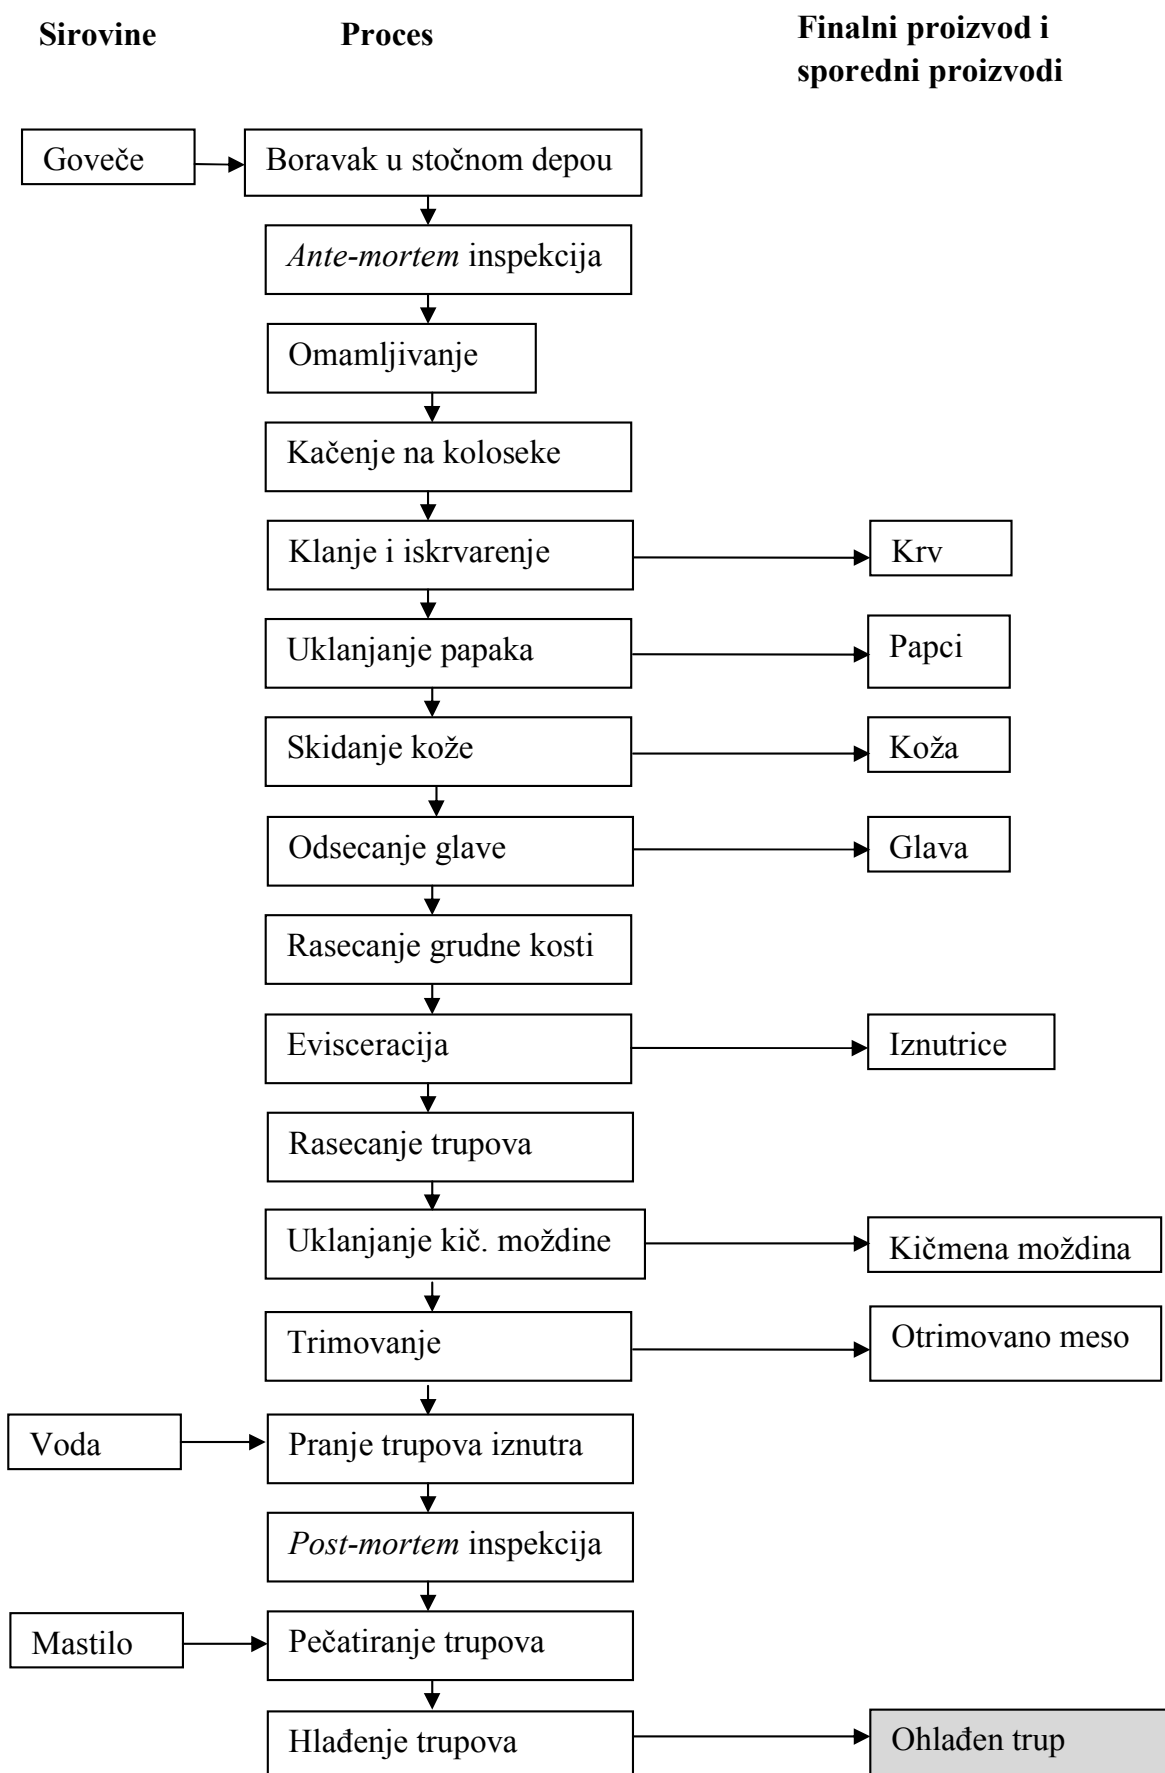 Sirovine
Proces
Finalni proizvod i
sporedni proizvodi
Goveče
Boravak u stočnom depou
Ante-mortem inspekcija
Omamljivanje
Kačenje na koloseke
Klanje i iskrvarenje
Krv
Uklanjanje papaka
Papci
Skidanje kože
Koža
Odsecanje glave
Glava
Rasecanje grudne kosti
Evisceracija
Iznutrice
Rasecanje trupova
Uklanjanje kič. moždine
Kičmena moždina
Trimovanje
Otrimovano meso
Voda
Pranje trupova iznutra
Post-mortem inspekcija
Mastilo
Pečatiranje trupova
Hlađenje trupova
Ohlađen trup